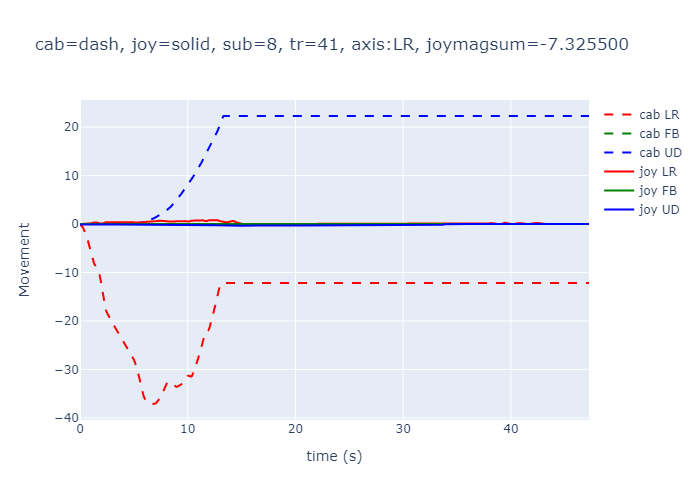 cab=dash, joy=solid, sub=8, tr=41, axis:LR, joymagsum=-7.325500
cab LR
cab FB
cab UD
joy LR
joy FB
joy UD
20
10
0
−10
−20
−30
−40
Movement
0 10 20 30 40
time (s)